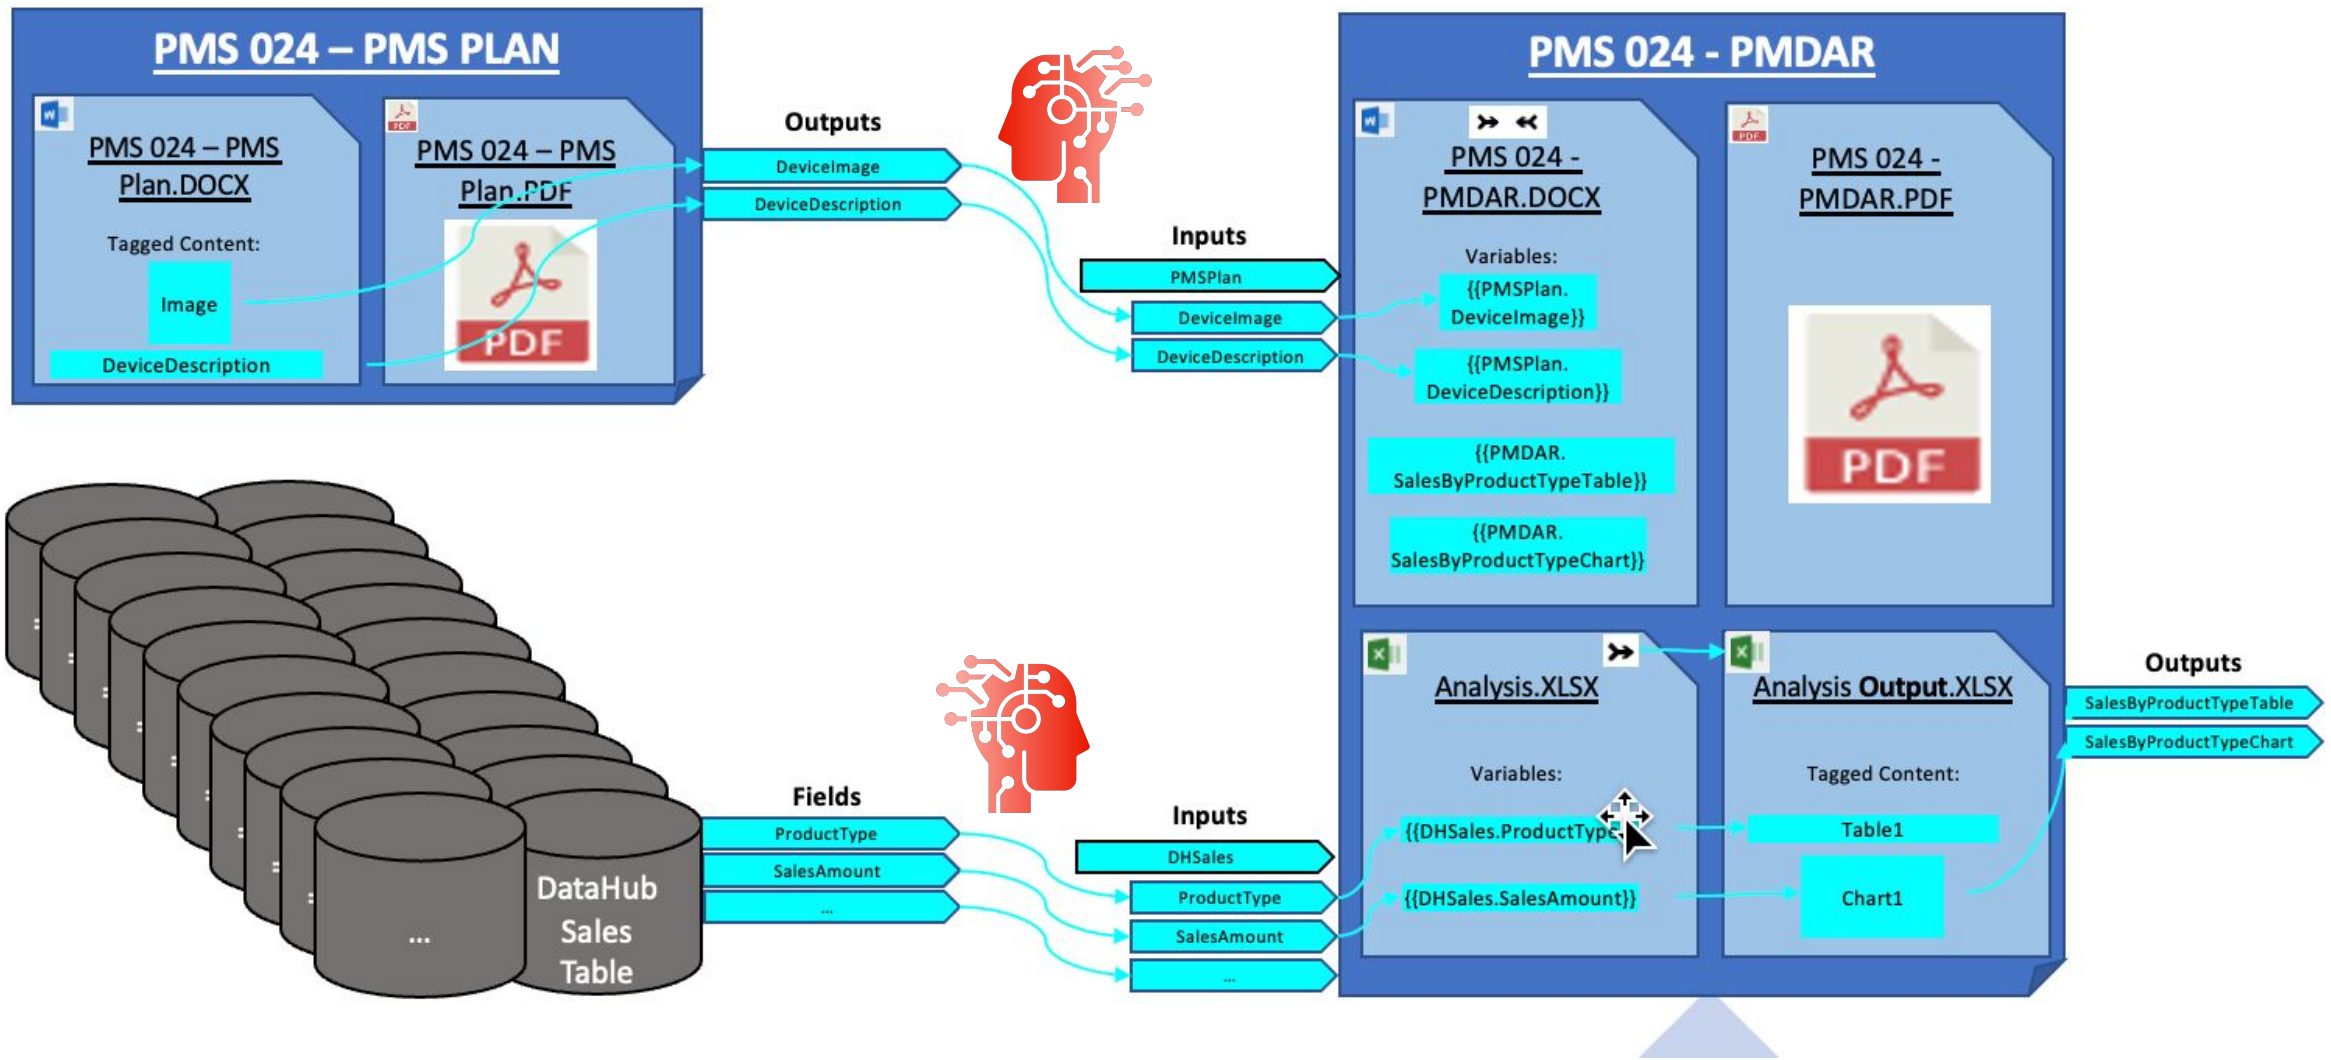 PMS 024 – PMS PLAN
PMS 024 – PMS
Plan.DOCX
Tagged Content:
Image
DeviceDescription
PDF
PMS 024 – PMS
Plan.PDF
PDF
Outputs
DeviceImage
DeviceDescription
Inputs
PMSPlan
DeviceImage
DeviceDescription
PMS 024 - PMDAR
PMS 024 -
PMDAR.DOCX
Variables:
{{PMSPlan.
DeviceImage}}
{{PMSPlan.
DeviceDescription}}
{{PMDAR.
SalesByProductTypeTable}}
{{PMDAR.
SalesByProductTypeChart}}
PDF
PMS 024 -
PMDAR.PDF
PDF
...
DataHub
Sales
Table
Fields
ProductType
SalesAmount
...
Inputs
DHSales
ProductType
SalesAmount
...
Analysis.XLSX
Variables:
{{DHSales.ProductType
{{DHSales.SalesAmount}}
Analysis Output.XLSX
Tagged Content:
Table1
Chart1
Outputs
SalesByProductTypeTable
SalesByProductTypeChart